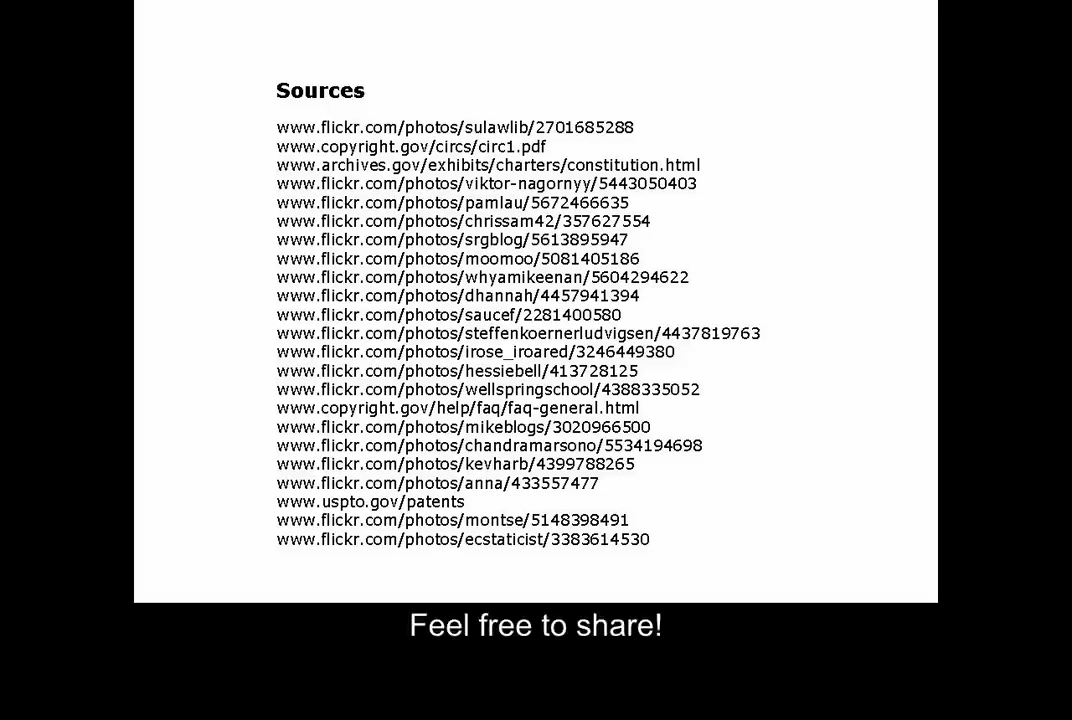 Sources
www.flickr.com/photos/sulawlib/2701685288
www.copyright.gov/circs/circ1.pdf
www.archives.gov/exhibits/charters/constitution.html
www.flickr.com/photos/viktor-nagornyy/5443050403
www.flickr.com/photos/pamlau/5672466635
www.flickr.com/photos/chrissam42/357627554
www.flickr.com/photos/srgblog/5613895947
www.flickr.com/photos/moomoo/5081405186
www.flickr.com/photos/whyamikeenan/5604294622
www.flickr.com/photos/dhannah/4457941394
www.flickr.com/photos/saucef/2281400580
www.flickr.com/photos/steffenkoernerludvigsen/4437819763
www.flickr.com/photos/irose_iroared/3246449380
www.flickr.com/photos/hessiebell/413728125
www.flickr.com/photos/wellspringschool/4388335052
www.copyright.gov/help/faq/faq-general.html
www.flickr.com/photos/mikeblogs/3020966500
www.flickr.com/photos/chandramarsono/5534194698
www.flickr.com/photos/kevharb/4399788265
www.flickr.com/photos/anna/433557477
www.uspto.gov/patents
www.flickr.com/photos/montse/5148398491
www.flickr.com/photos/ecstaticist/3383614530
Feel free to share!